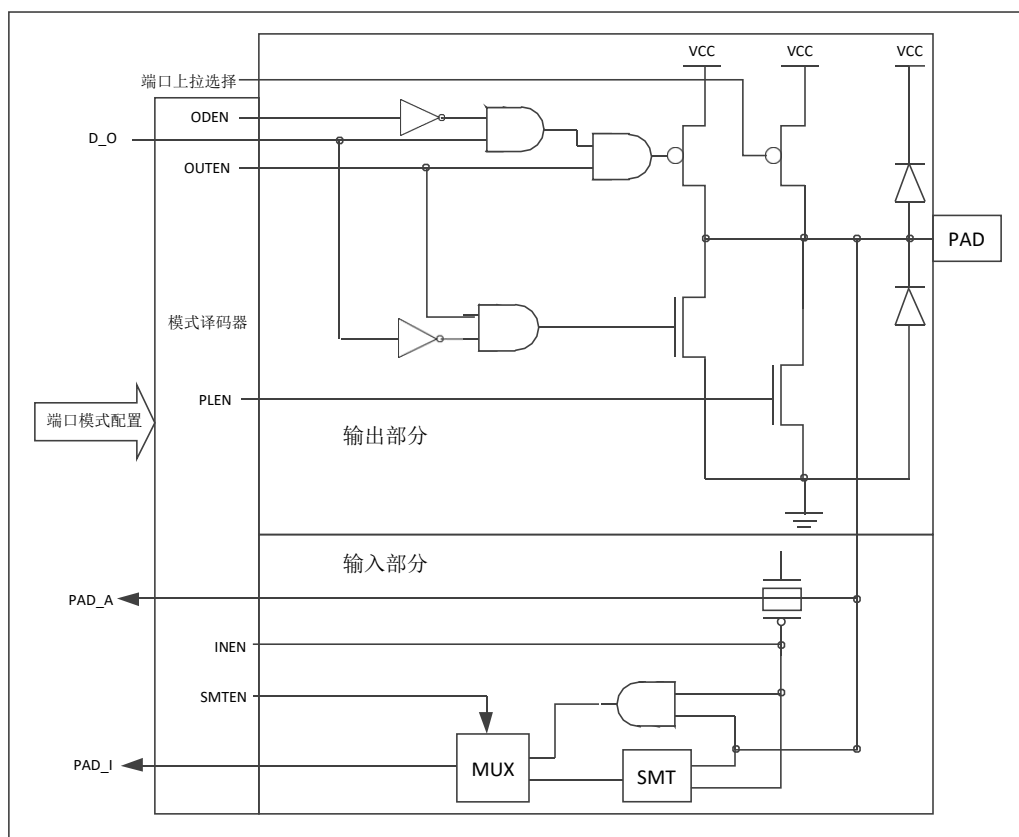 VCC
VCC
VCC
端口上拉选择
ODEN
D_O
OUTEN
PAD
模式译码器
端口模式配置
PLEN
输出部分
输入部分
PAD_A
INEN
SMTEN
PAD_I
MUX
SMT